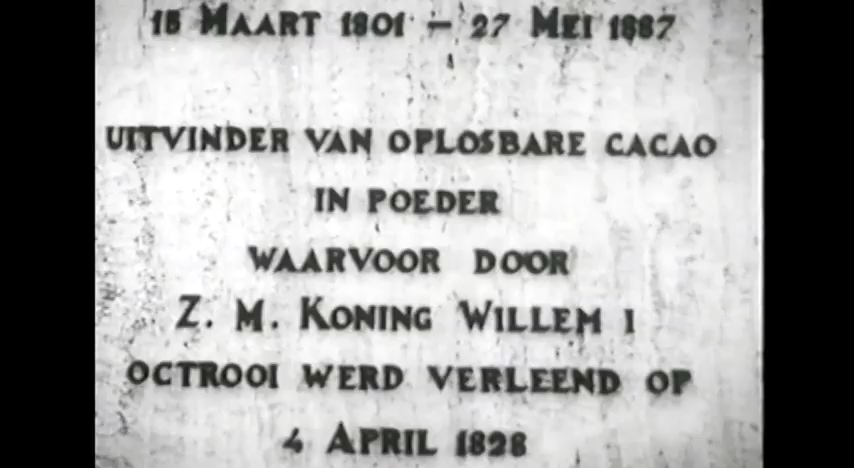 15 MAART 1801 – 27 MEI 1887
UITVINDER VAN OPLOSBARE CACAO
IN POEDER
WAARVOOR DOOR
Z. M. KONING WILLEM I
OCTROOI WERD VERLEEND OP
4 APRIL 1828